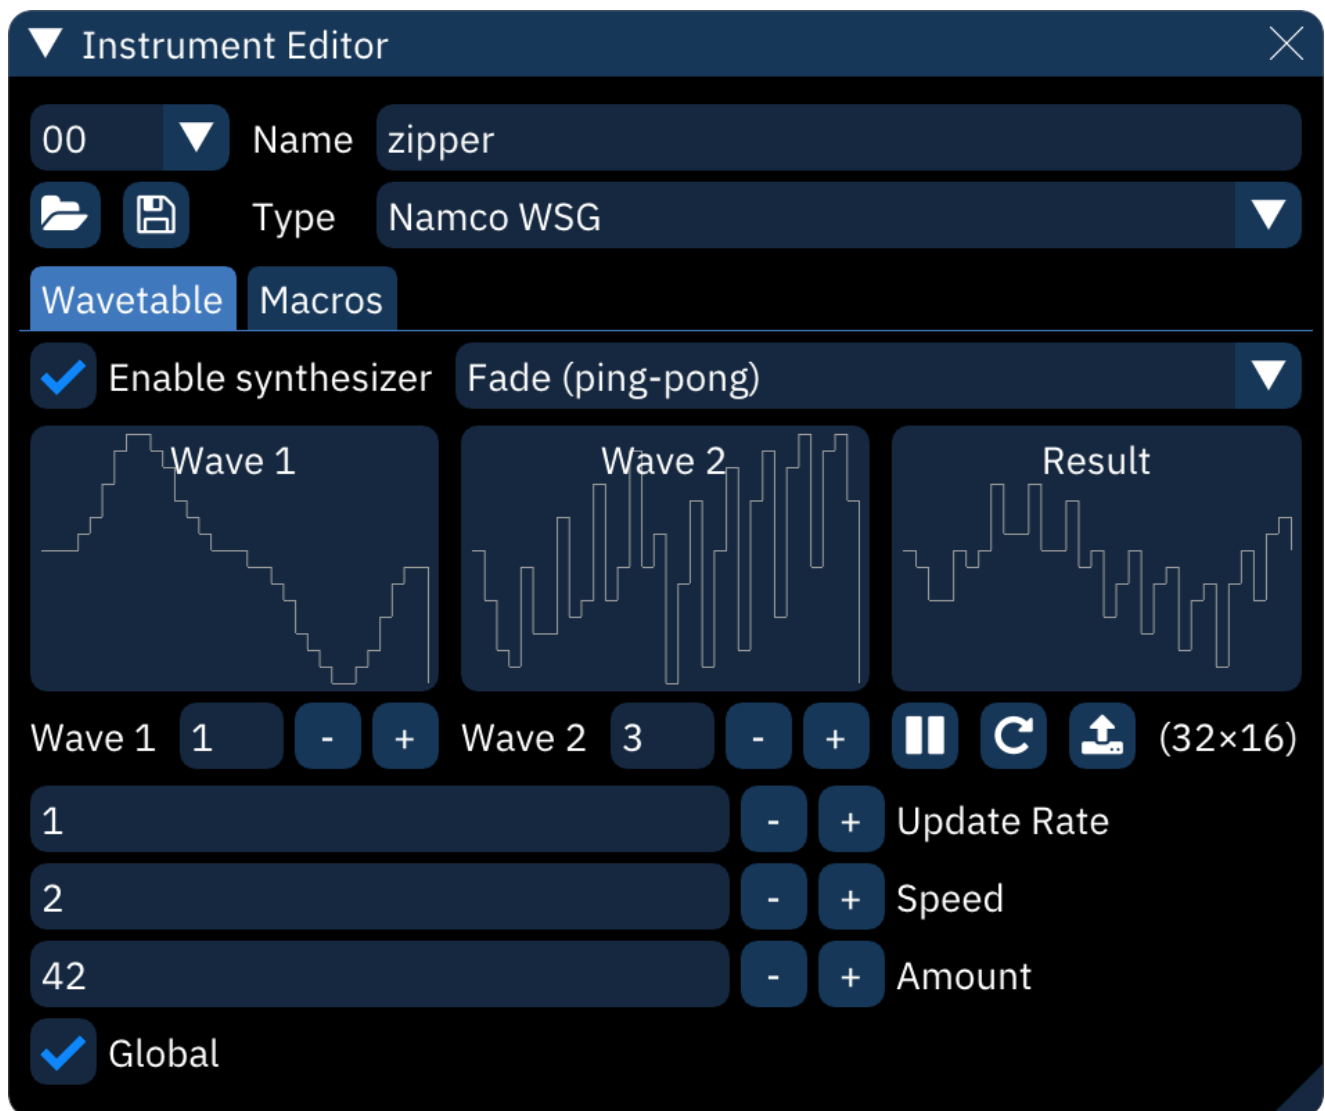 Instrument Editor
00 Name zipper
Type Namco WSG
Wavetable Macros
Enable synthesizer Fade (ping-pong)
Wave 1 Wave 2 Result
Wave 1 1 - + Wave 2 3 - + (32×16)
1 - + Update Rate
2 - + Speed
42 - + Amount
Global